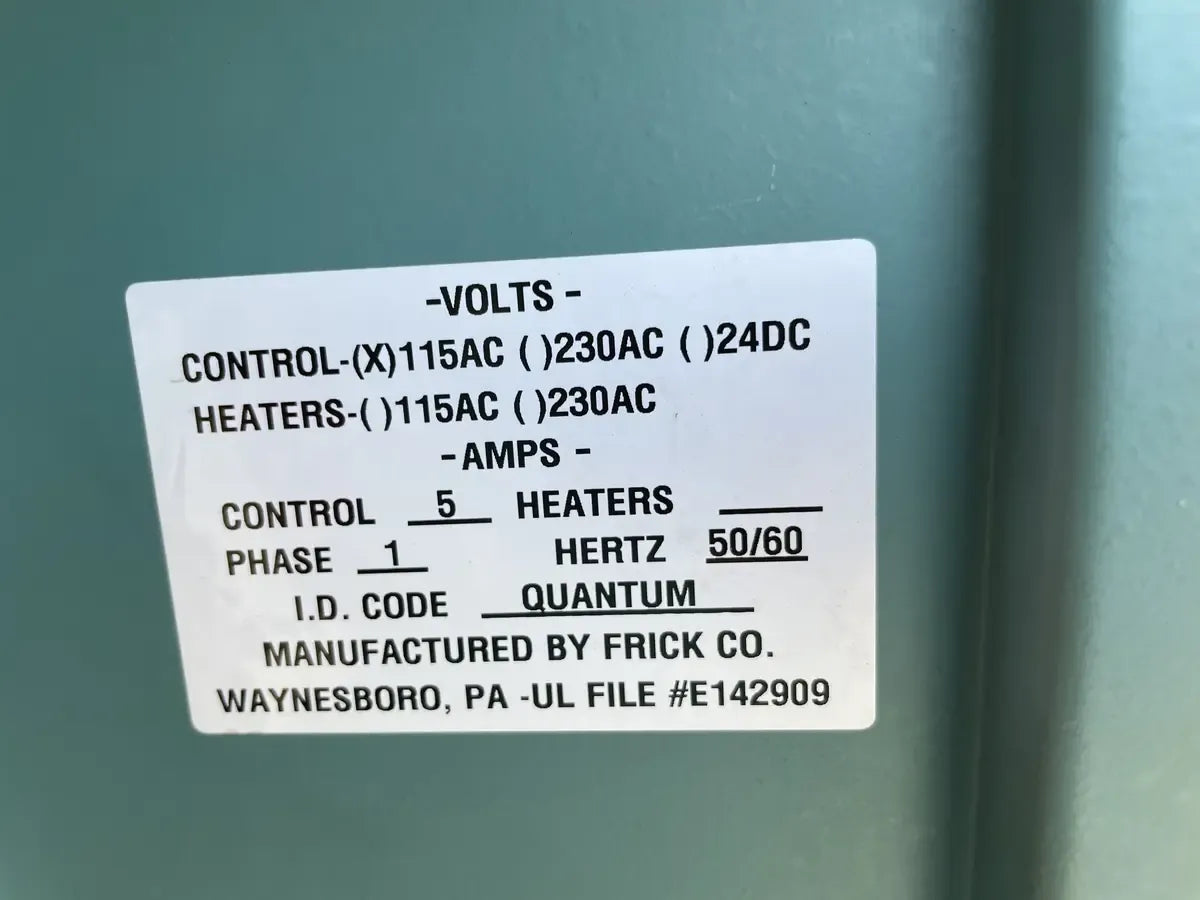 -VOLTS -
CONTROL-(X)115AC ( )230AC ( )24DC
HEATERS-( )115AC ( )230AC
-AMPS -
CONTROL 5 HEATERS ____
PHASE 1 HERTZ 50/60
I.D. CODE QUANTUM
MANUFACTURED BY FRICK CO.
WAYNESBORO, PA -UL FILE #E142909